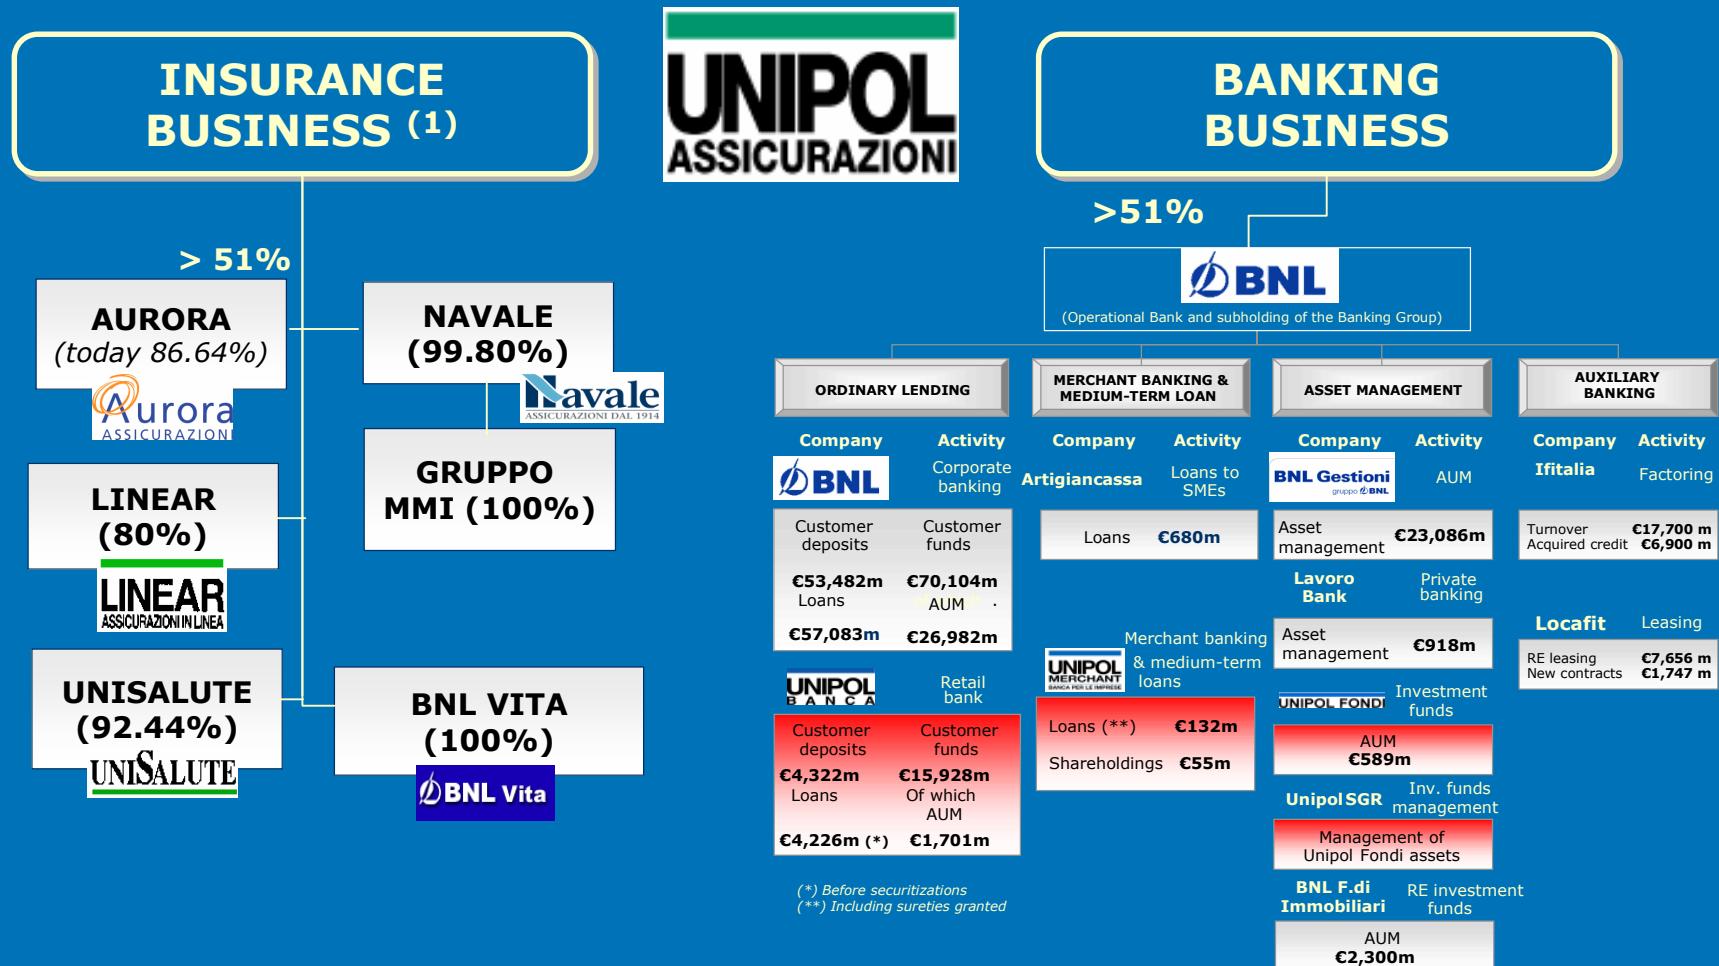 INSURANCE
BUSINESS (1)
UNIPOL
ASSICURAZIONI
BANKING
BUSINESS
> 51%
AURORA
(today 86.64%)
Aurora
ASSICURAZIONI
NAVALE
(99.80%)
Navale
ASSICURAZIONI DAL 1914
GRUPPO
MMI (100%)
LINEAR
(80%)
LINEAR
ASSICURAZIONI IN LINEA
UNISALUTE
(92.44%)
UNISALUTE
BNL VITA
(100%)
BNL Vita
>51%
BNL
(Operational Bank and subholding of the Banking Group)
ORDINARY LENDING
Company Activity
BNL
Corporate
banking
Customer
deposits
Customer
funds
€53,482m €70,104m
Loans AUM .
€57,083m €26,982m
UNIPOL
BANCA
Retail
bank
Customer
deposits
Customer
funds
€4,322m €15,928m
Loans Of which
AUM
€4,226m (*) €1,701m
(*) Before securitizations
(**) Including sureties granted
MERCHANT BANKING &
MEDIUM-TERM LOAN
Company Activity
Artigiancassa
Loans to
SMEs
Loans €680m
UNIPOL
MERCHANT
BANCA PER LE IMPRESE
Merchant banking
& medium-term
loans
Loans (**) €132m
Shareholdings €55m
ASSET MANAGEMENT
Company Activity
BNL Gestioni
gruppo BNL
AUM
Asset
management €23,086m
Lavoro
Bank
Private
banking
Asset
management €918m
UNIPOL FONDI
Investment
funds
AUM
€589m
Unipol SGR
Inv. funds
management
Management of
Unipol Fondi assets
BNL F.di
Immobiliari
RE investment
funds
AUM
€2,300m
AUXILIARY
BANKING
Company Activity
Ifitalia Factoring
Turnover €17,700 m
Acquired credit €6,900 m
Locafit Leasing
RE leasing €7,656 m
New contracts €1,747 m